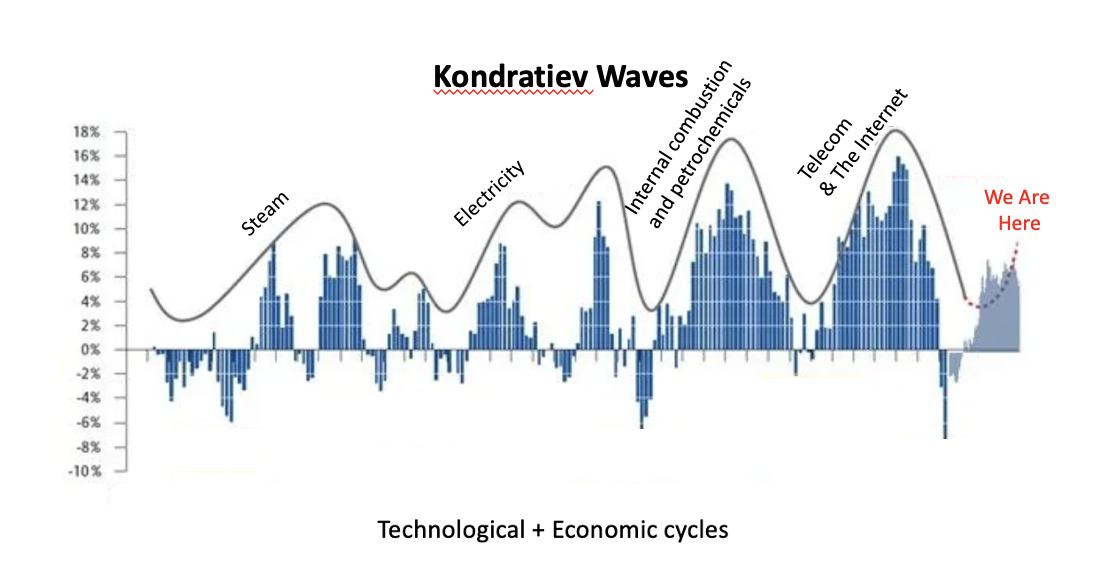 Kondratiev Waves
Steam
Electricity
Internal combustion
and petrochemicals
Telecom
& The Internet
We Are
Here
18%
16%
14%
12%
10%
8%
6%
4%
2%
0%
-2%
-4%
-6%
-8%
-10%
Technological + Economic cycles